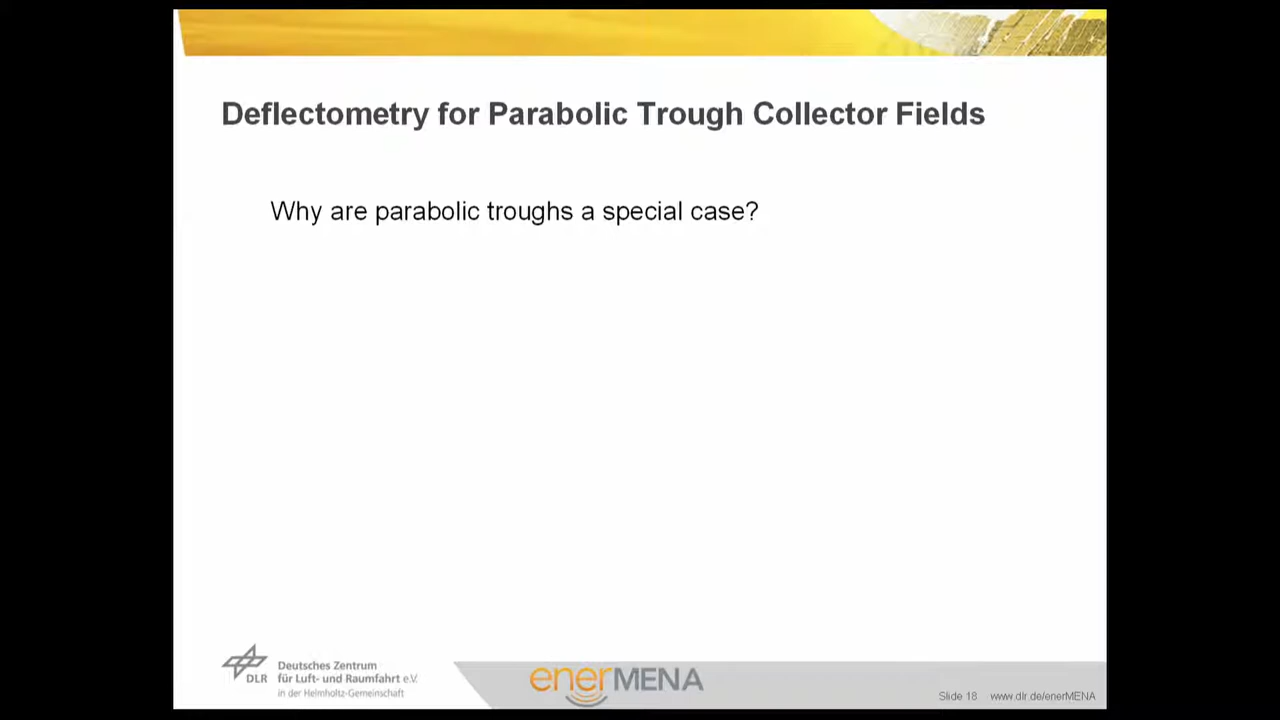 Deflectometry for Parabolic Trough Collector Fields
Why are parabolic troughs a special case?
DLR
Deutsches Zentrum
für Luft- und Raumfahrt e.V.
in der Helmholtz-Gemeinschaft
enerMENA
Slide 18 www.dlr.de/enerMENA